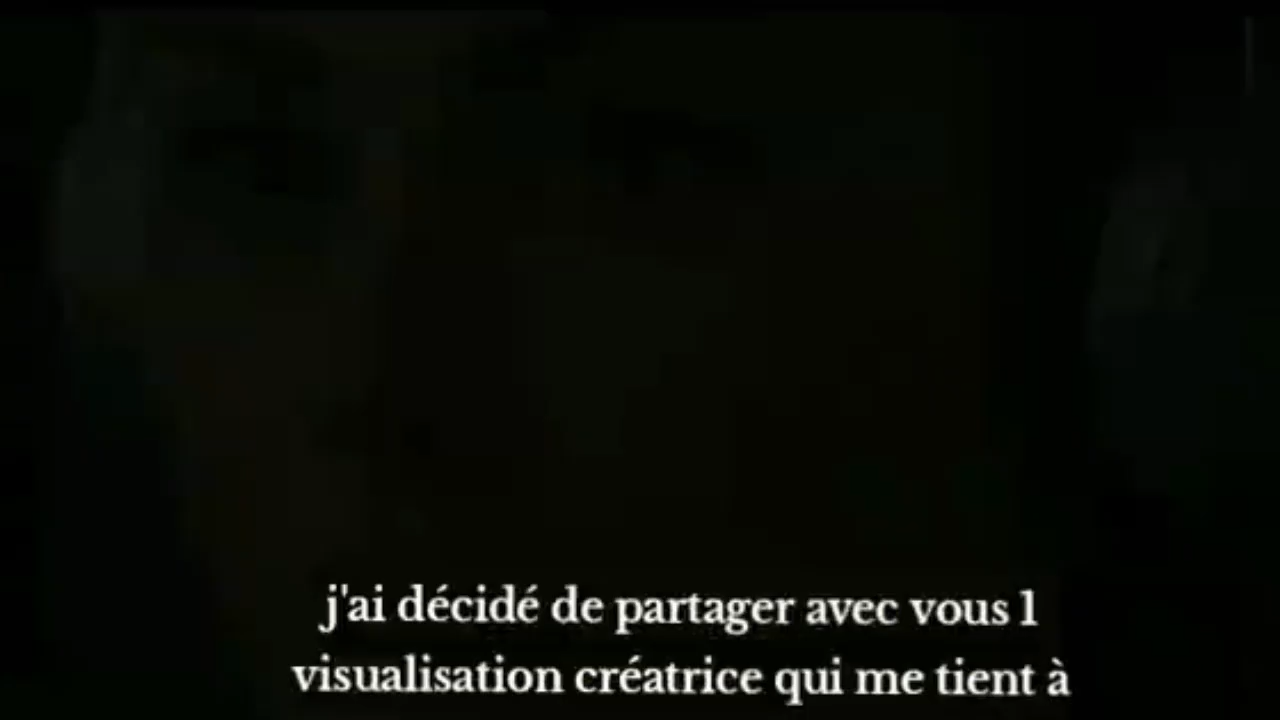 j'ai décidé de partager avec vous 1
visualisation créatrice qui me tient à